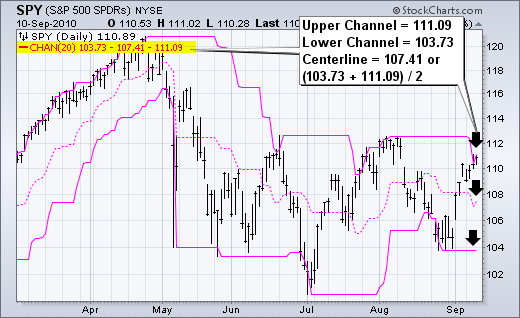 SPY (S&P 500 SPDRs) NYSE © StockCharts.com
10-Sep-2010 O 110.53 H 111.02 L 110.28
SPY (Daily) 110.89
CHAN(20) 103.73 - 107.41 - 111.09
Upper Channel = 111.09
Lower Channel = 103.73
Centerline = 107.41 or
(103.73 + 111.09) / 2
120
118
116
114
112
110
108
106
104
102
Apr May Jun Jul Aug Sep